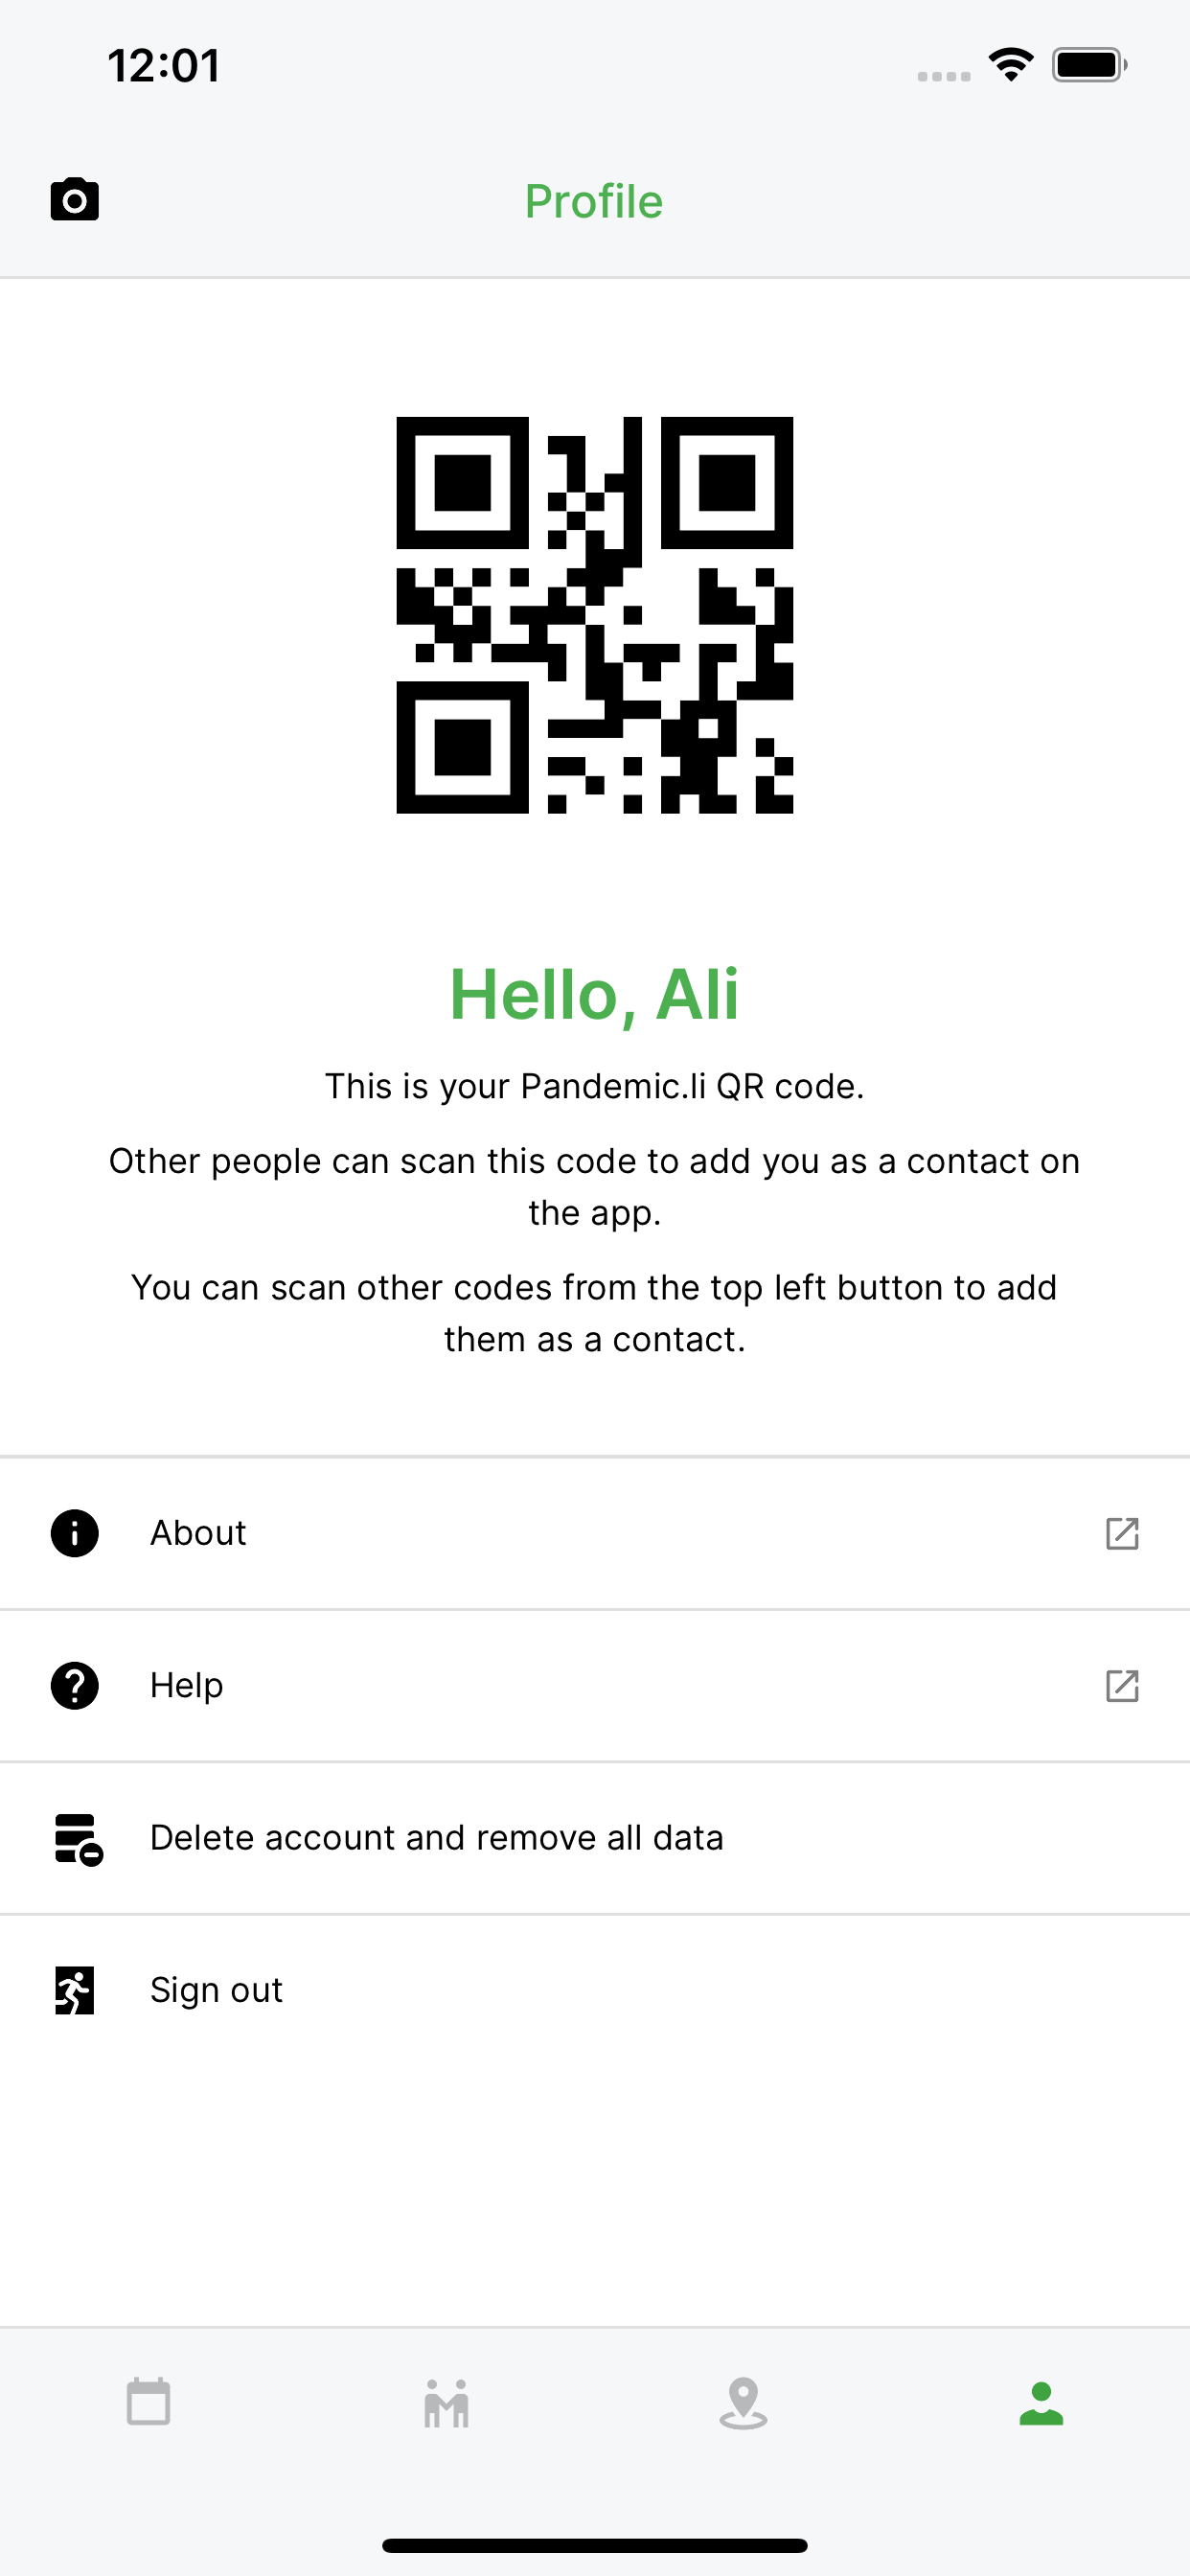 12:01
Profile
Hello, Ali
This is your Pandemic.li QR code.
Other people can scan this code to add you as a contact on
the app.
You can scan other codes from the top left button to add
them as a contact.
About
Help
Delete account and remove all data
Sign out